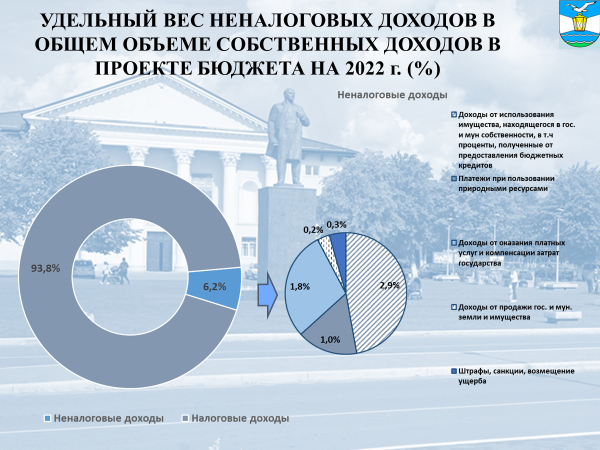 УДЕЛЬНЫЙ ВЕС НЕНАЛОГОВЫХ ДОХОДОВ В
ОБЩЕМ ОБЪЕМЕ СОБСТВЕННЫХ ДОХОДОВ В
ПРОЕКТЕ БЮДЖЕТА НА 2022 г. (%)
Неналоговые доходы
Доходы от использования
имущества, находящегося в гос.
и мун собственности, в т.ч
проценты, полученные от
предоставления бюджетных
кредитов
Платежи при пользовании
природными ресурсами
Доходы от оказания платных
услуг и компенсации затрат
государства
Доходы от продажи гос. и мун.
земли и имущества
Штрафы, санкции, возмещение
ущерба
93,8%
6,2%
0,2%
0,3%
1,8%
2,9%
1,0%
Неналоговые доходы
Налоговые доходы